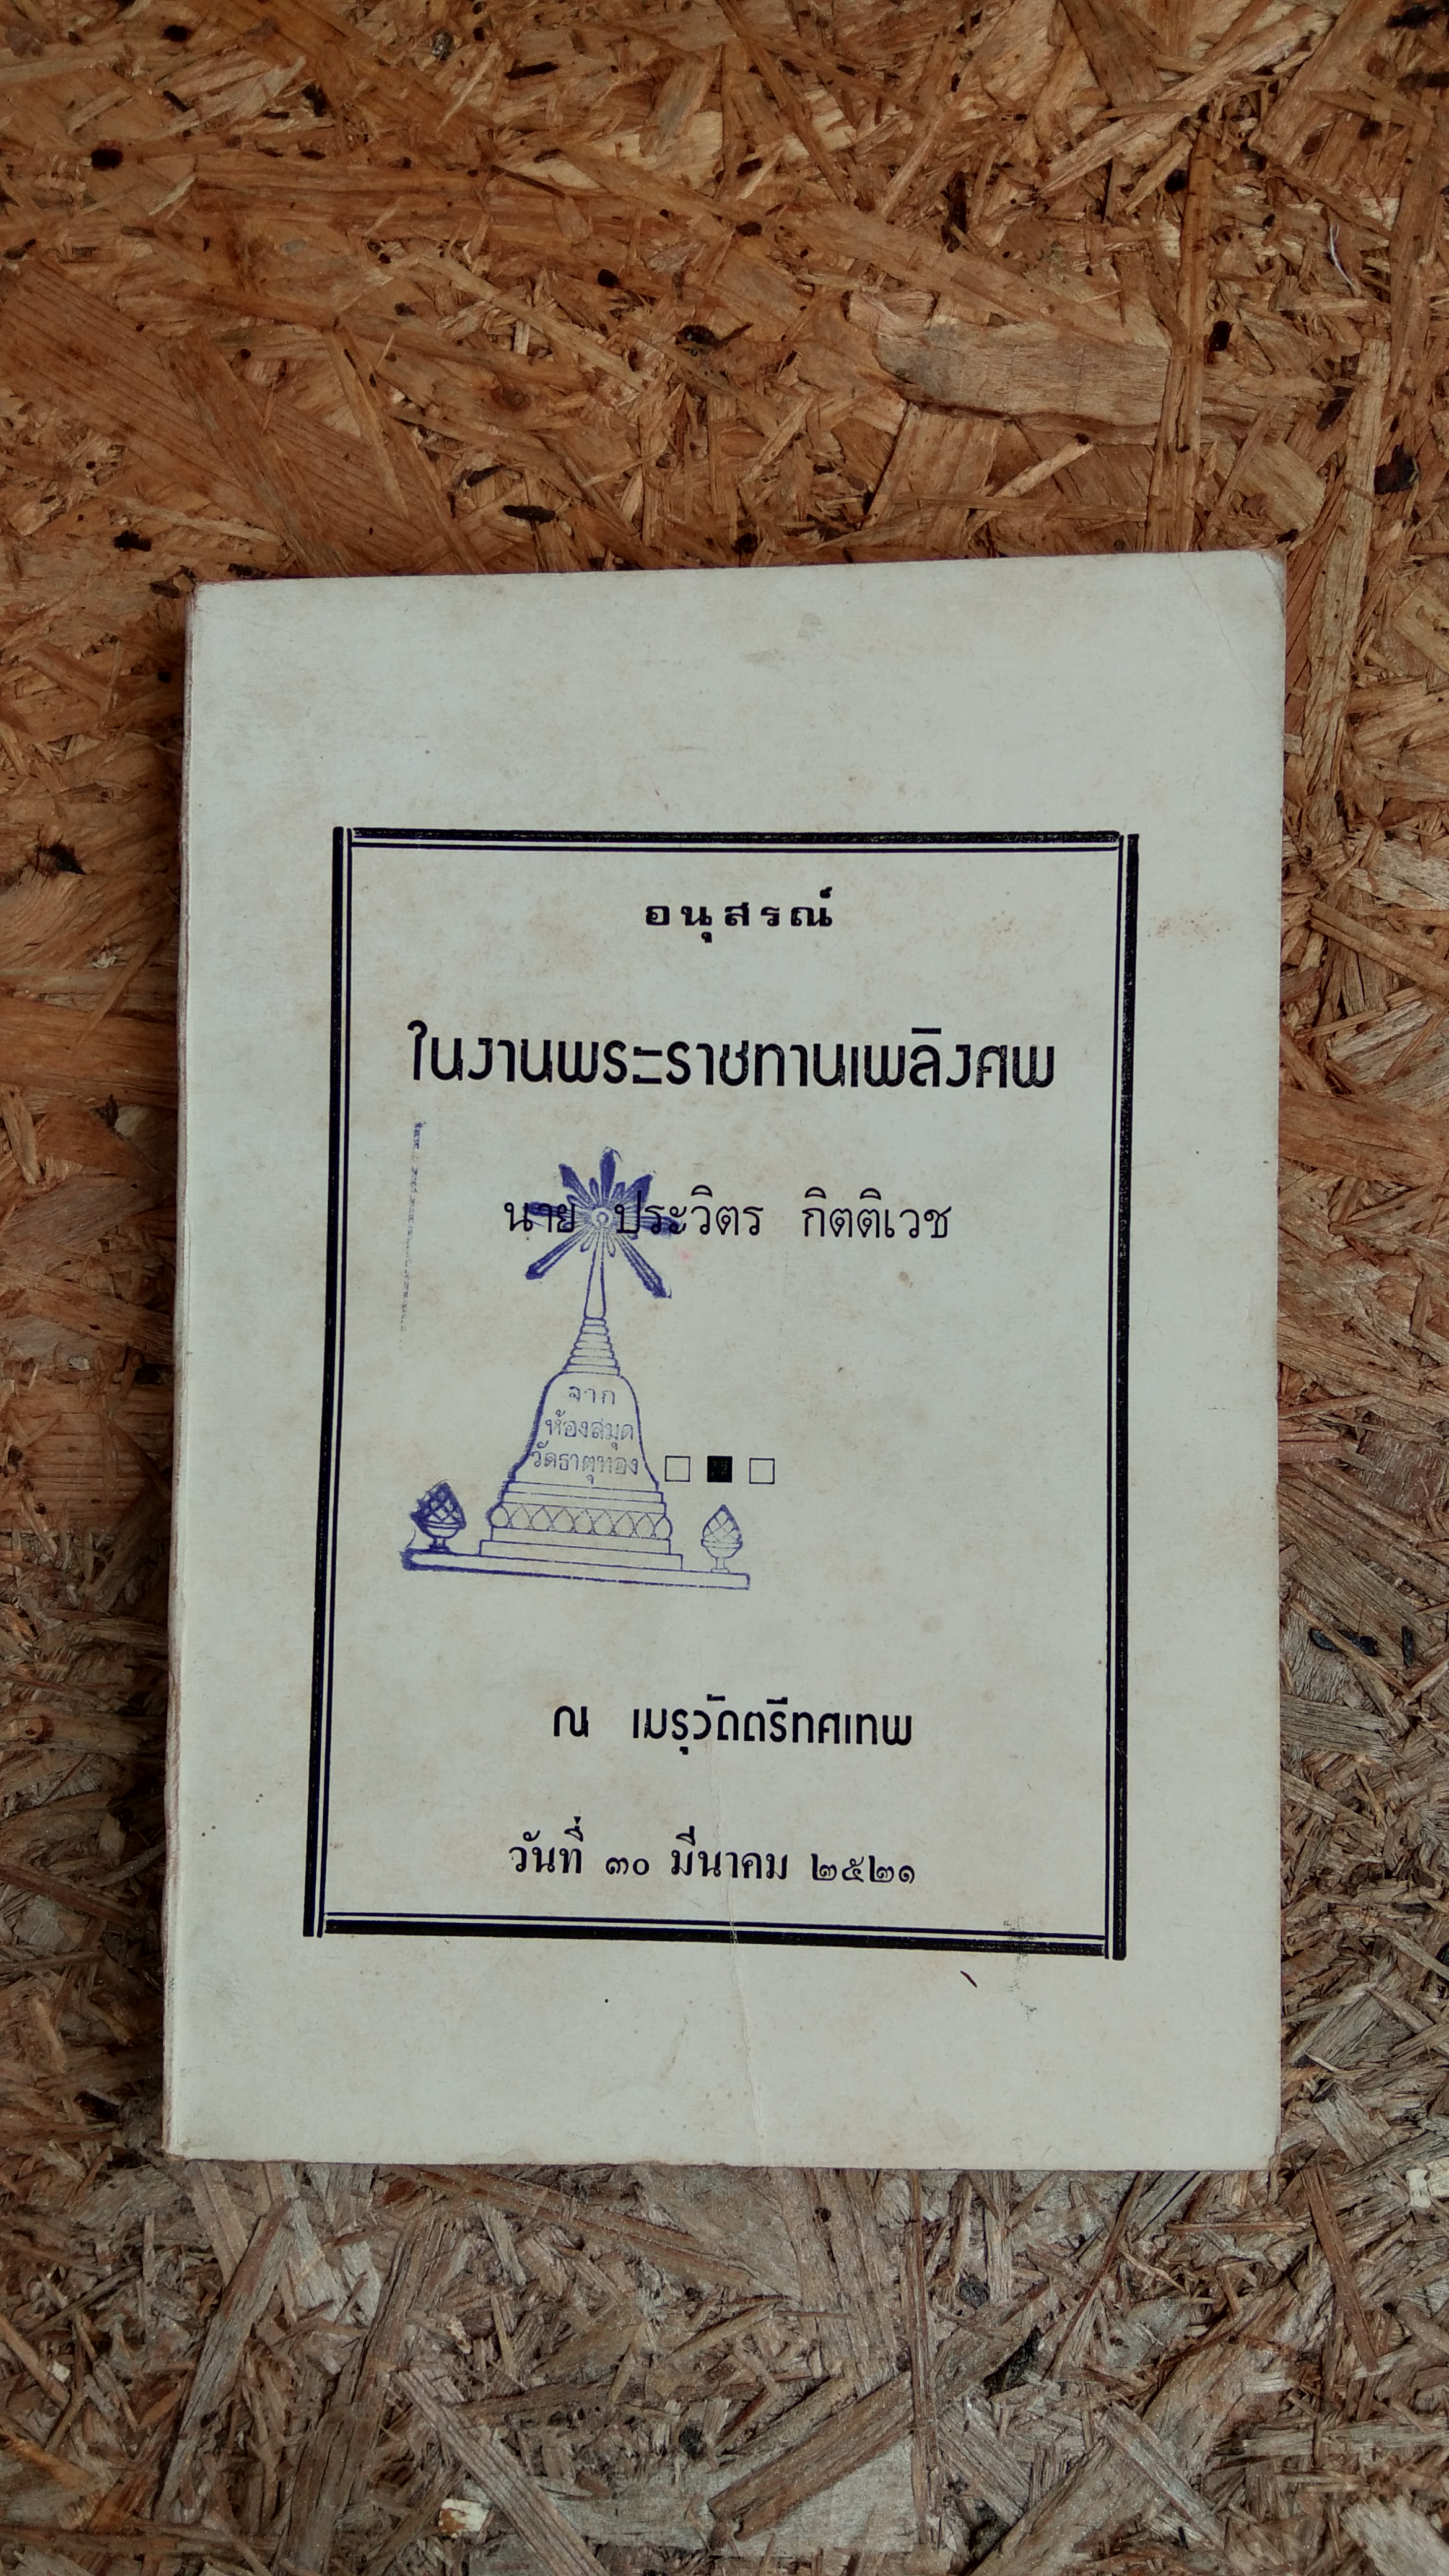 อนุสรณ์
ในงานพระราชทานเพลิงศพ
นาย ประวิตร กิตติเวช
จาก
ห้องสมุด
วัดธาตุทอง
ณ เมรุวัดตรีทศเทพ
วันที่ ๓๐ มีนาคม ๒๕๒๑